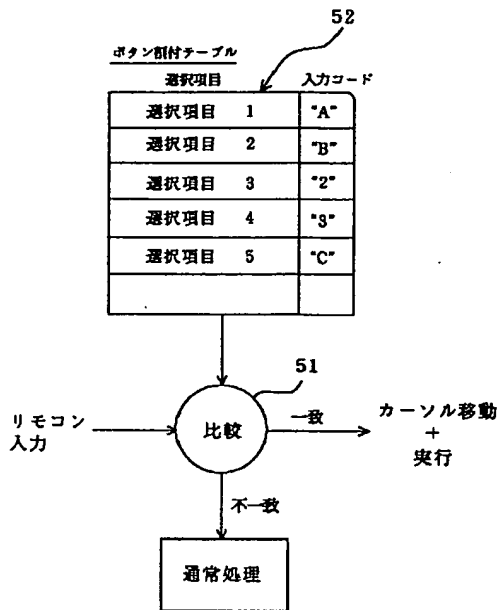 52
ボタン割付テーブル
選択項目 入力コード
選択項目 1 "A"
選択項目 2 "B"
選択項目 3 "2"
選択項目 4 "3"
選択項目 5 "C"
51
リモコン
入力
比較
一致
カーソル移動
+
実行
不一致
通常処理